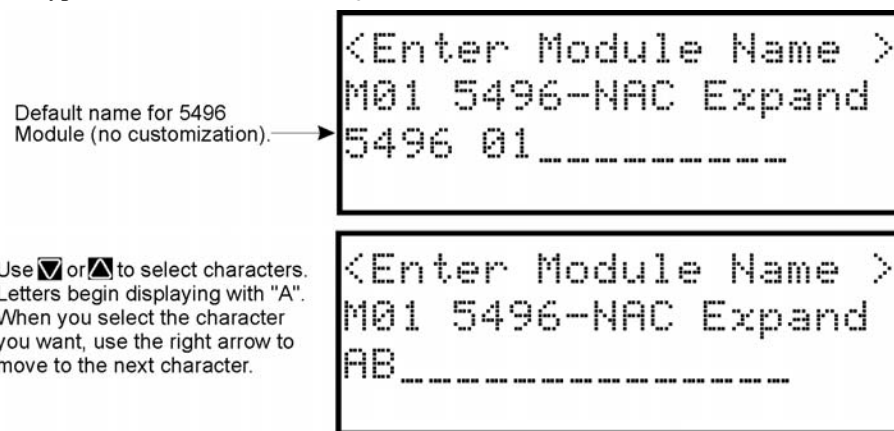 <Enter Module Name >
M01 5496-NAC Expand
Default name for 5496
Module (no customization).
5496 01_________
<Enter Module Name >
Use or to select characters.
Letters begin displaying with "A".
M01 5496-NAC Expand
When you select the character
you want, use the right arrow to
move to the next character.
AB______________